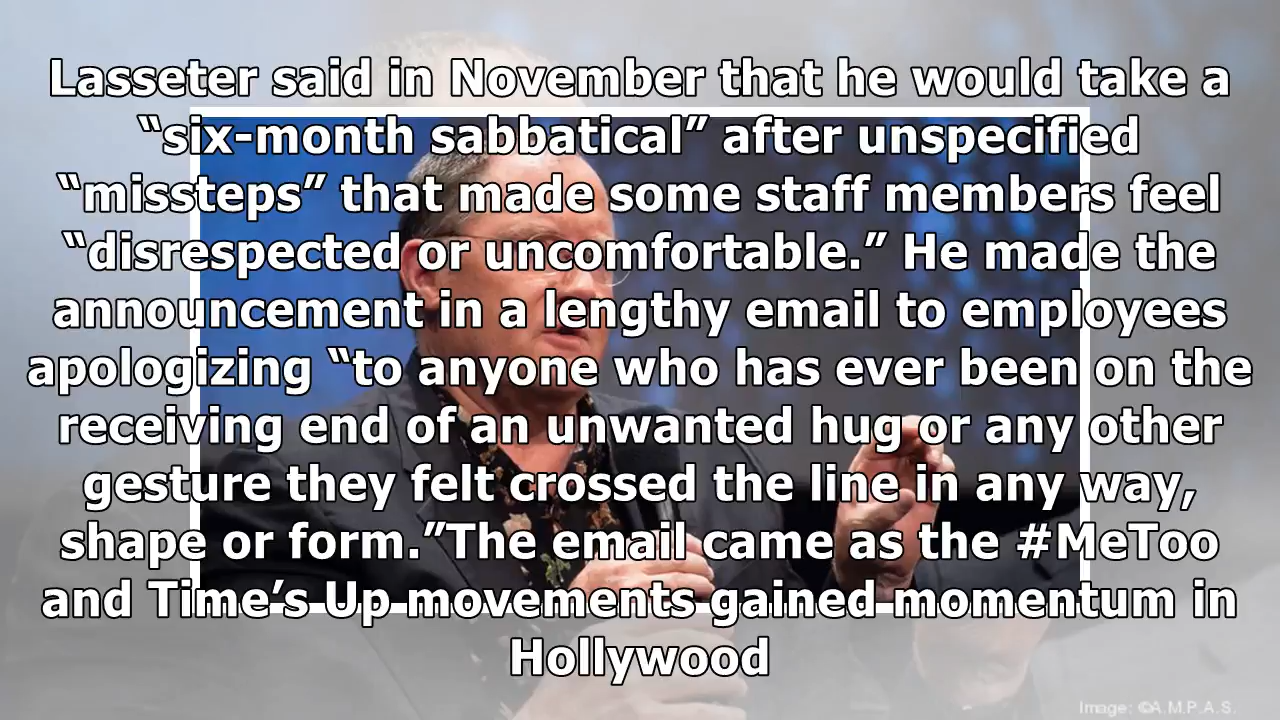 Lasseter said in November that he would take a
“six-month sabbatical” after unspecified
“missteps” that made some staff members feel
“disrespected or uncomfortable.” He made the
announcement in a lengthy email to employees
apologizing “to anyone who has ever been on the
receiving end of an unwanted hug or any other
gesture they felt crossed the line in any way,
shape or form.”The email came as the #MeToo
and Time’s Up movements gained momentum in
Hollywood
Image: ©A.M.P.A.S.